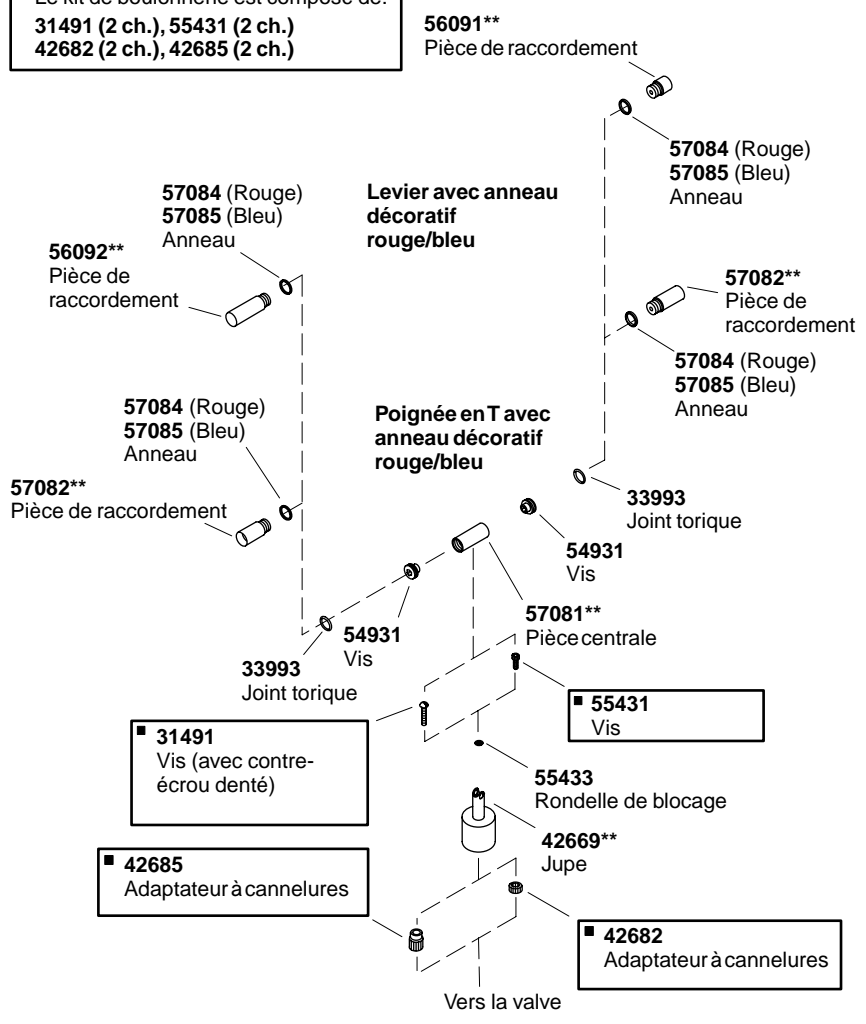 Le kit de boulonnerie est composé de:
31491 (2 ch.), 55431 (2 ch.)
42682 (2 ch.), 42685 (2 ch.)
56091**
Pièce de raccordement
57084 (Rouge)
57085 (Bleu)
Anneau
57084 (Rouge)
57085 (Bleu)
Anneau
Levier avec anneau
décoratif
rouge/bleu
56092**
Pièce de
raccordement
57082**
Pièce de
raccordement
57084 (Rouge)
57085 (Bleu)
Anneau
57084 (Rouge)
57085 (Bleu)
Anneau
Poignée en T avec
anneau décoratif
rouge/bleu
57082**
Pièce de raccordement
33993
Joint torique
54931
Vis
57081**
Pièce centrale
54931
Vis
33993
Joint torique
55431
Vis
31491
Vis (avec contre-
écrou denté)
55433
Rondelle de blocage
42669**
Jupe
42685
Adaptateur à cannelures
42682
Adaptateur à cannelures
Vers la valve